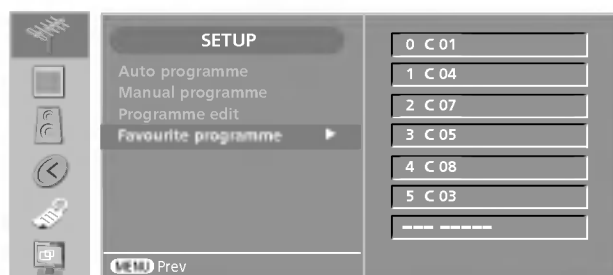 SETUP
Auto programme
Manual programme
Programme edit
Favourite programme ►
MENU Prev
0 C 01
1 C 04
2 C 07
3 C 05
4 C 08
5 C 03
--- -----